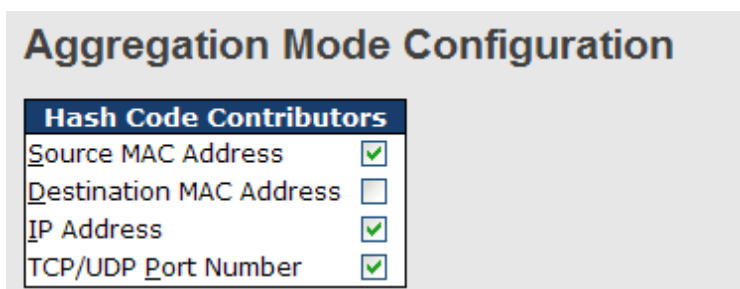 Aggregation Mode Configuration
Hash Code Contributors
Source MAC Address
Destination MAC Address
IP Address
TCP/UDP Port Number